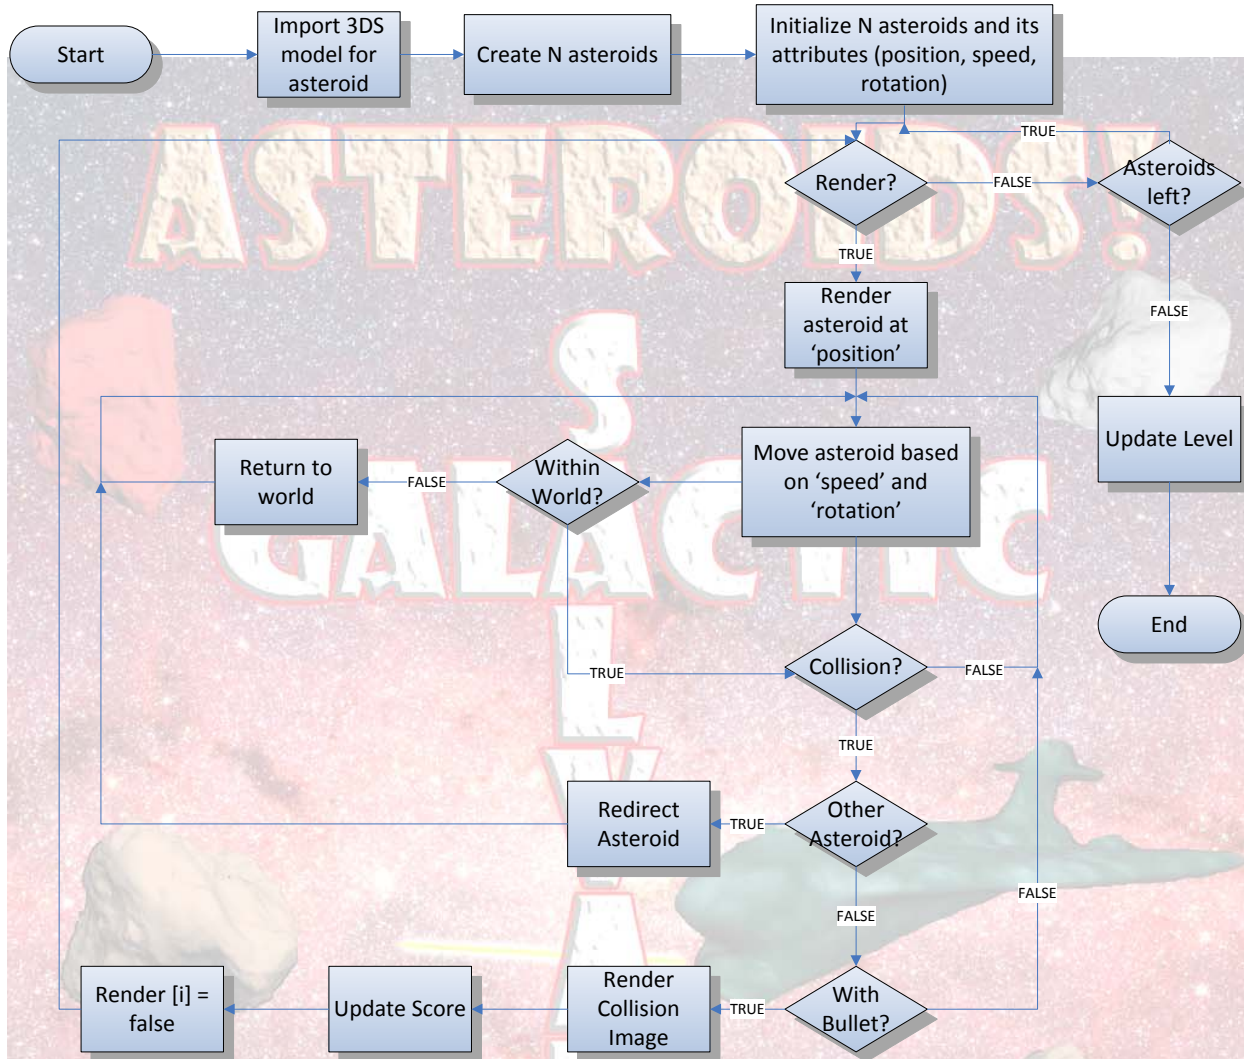 Start
Import 3DS
model for
asteroid
Create N asteroids
Initialize N asteroids and its
attributes (position, speed,
rotation)
TRUE
Render?
FALSE
Asteroids
left?
ASTEROIDS!
TRUE
Render
asteroid at
‘position’
FALSE
Return to
world
FALSE
Within
World?
Move asteroid based
on ‘speed’ and
‘rotation’
Update Level
GALACTIC
SALVA
End
TRUE
Collision?
FALSE
TRUE
Redirect
Asteroid
TRUE
Other
Asteroid?
FALSE
FALSE
Render [i] =
false
Update Score
Render
Collision
Image
TRUE
With
Bullet?